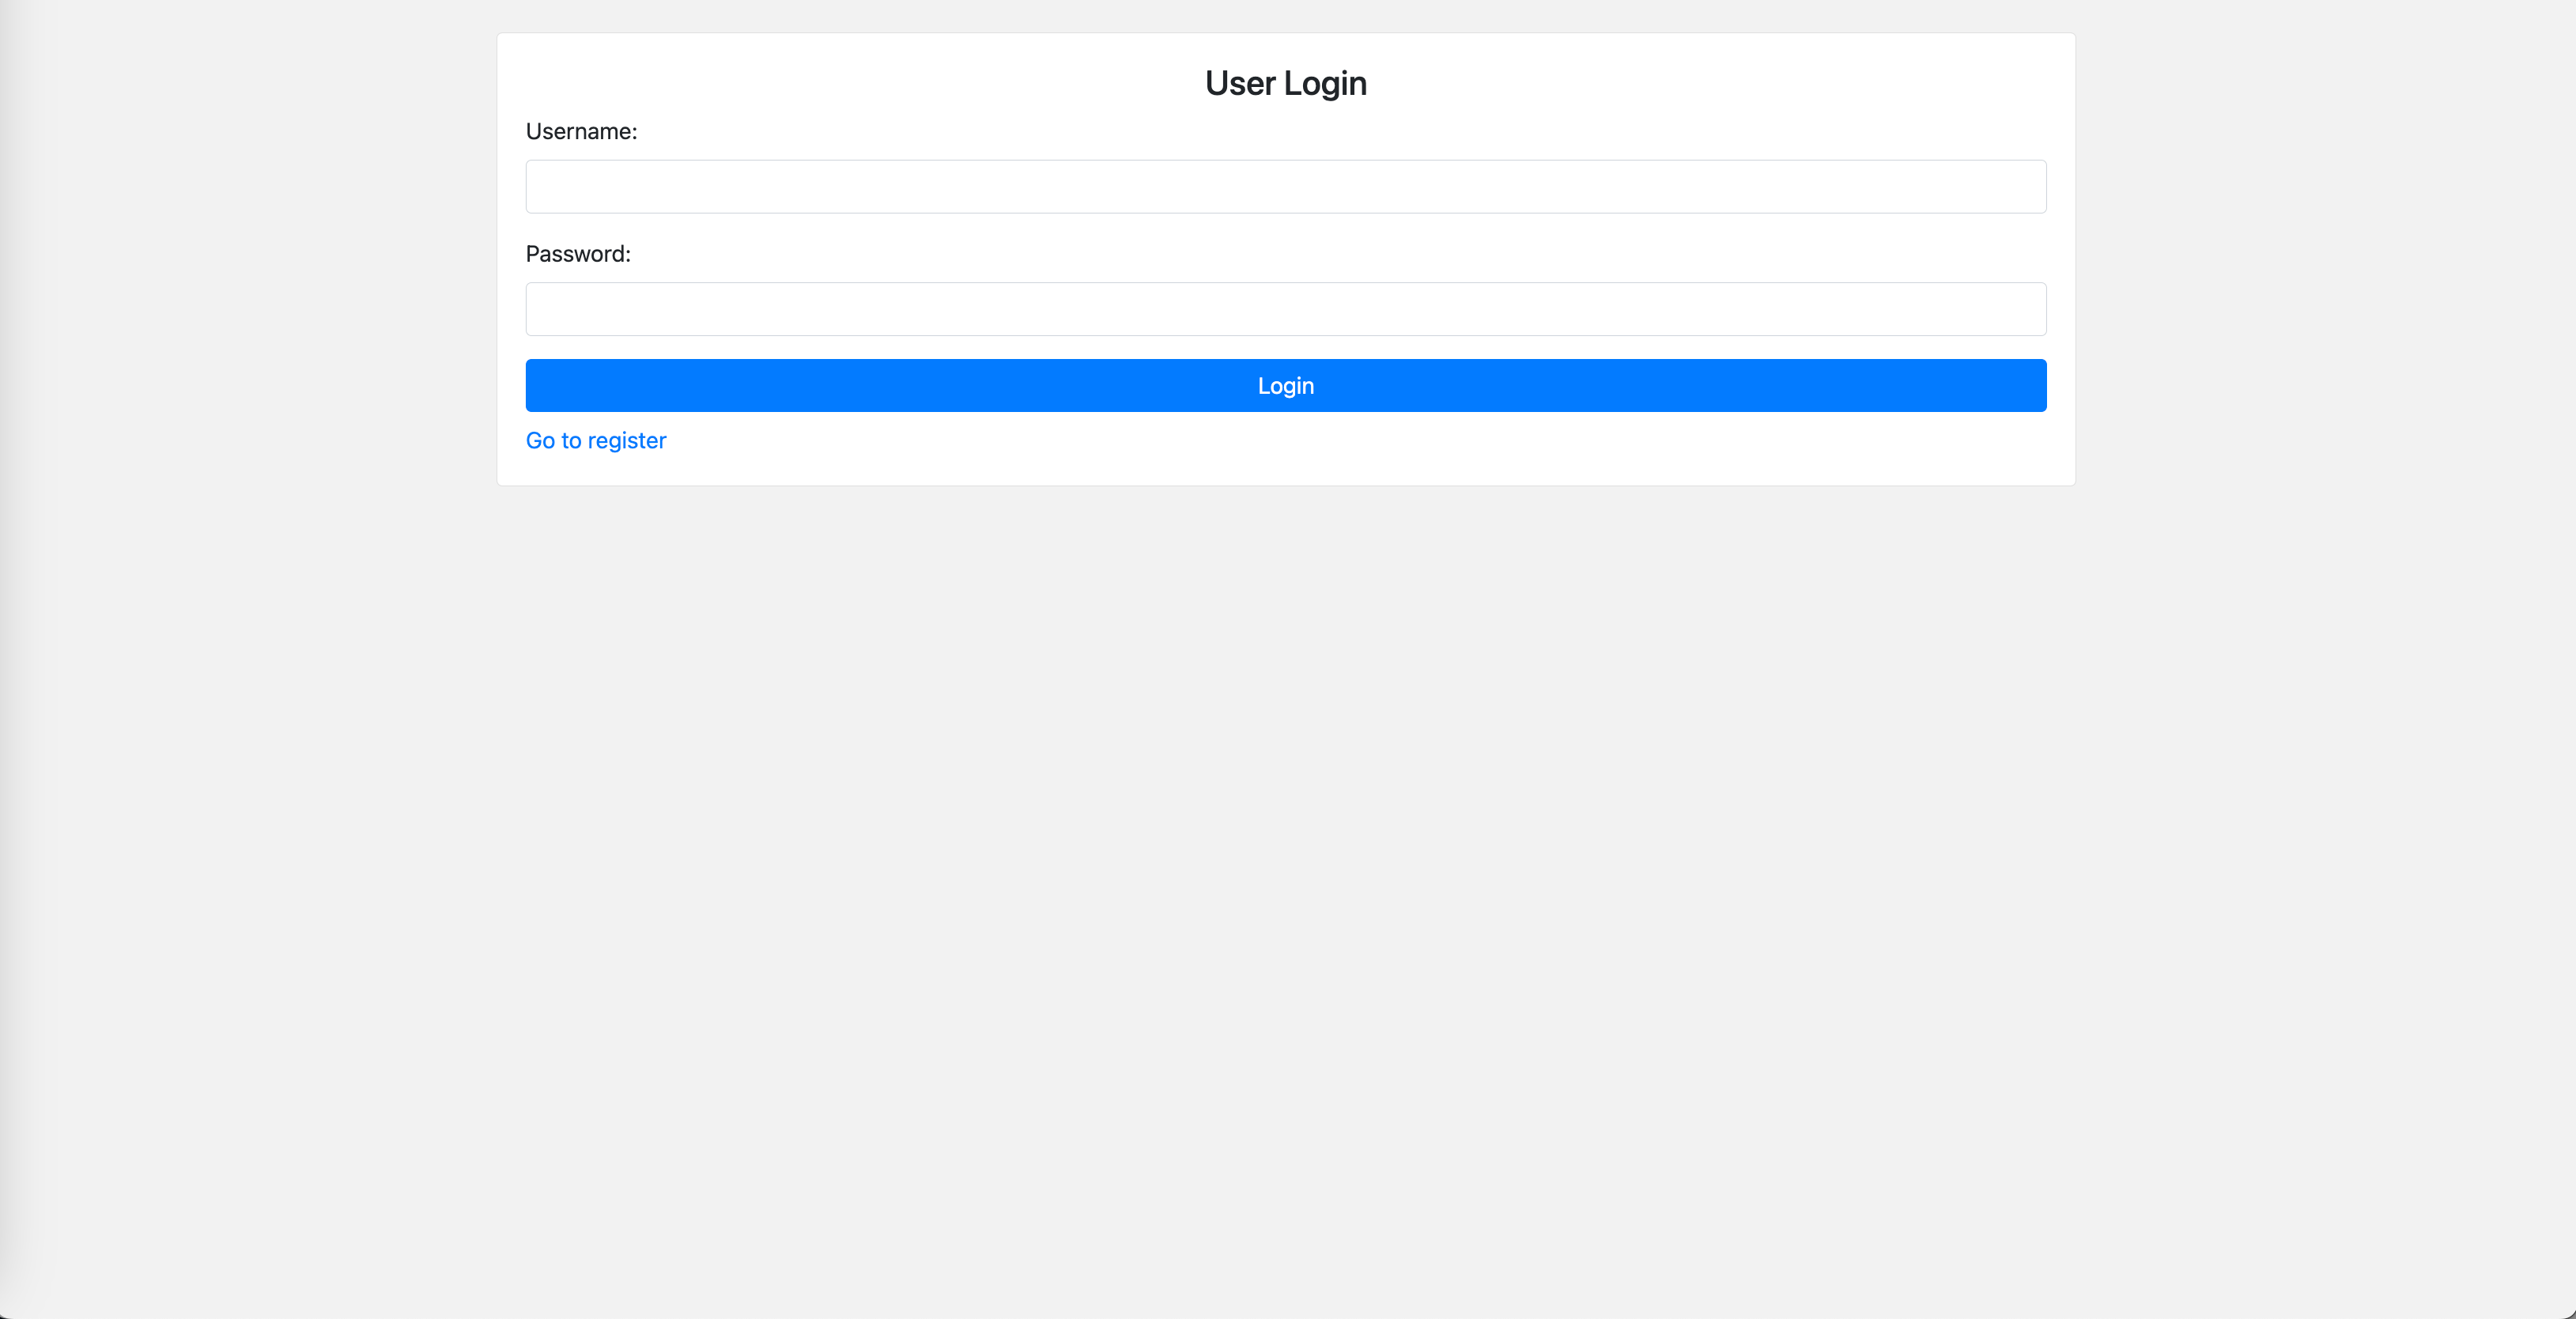 User Login
Username:
Password:
Login
Go to register